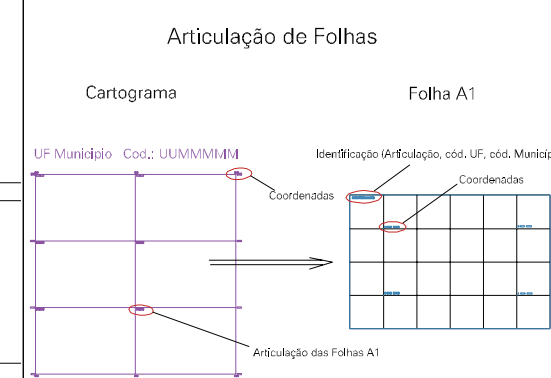 Articulação de Folhas
Cartograma
Folha A1
UF Municipio Cod.: UUMMMMM
Identificação (Articulação, cód. UF, cód. Municíp
Coordenadas
Coordenadas
Articulação das Folhas A1